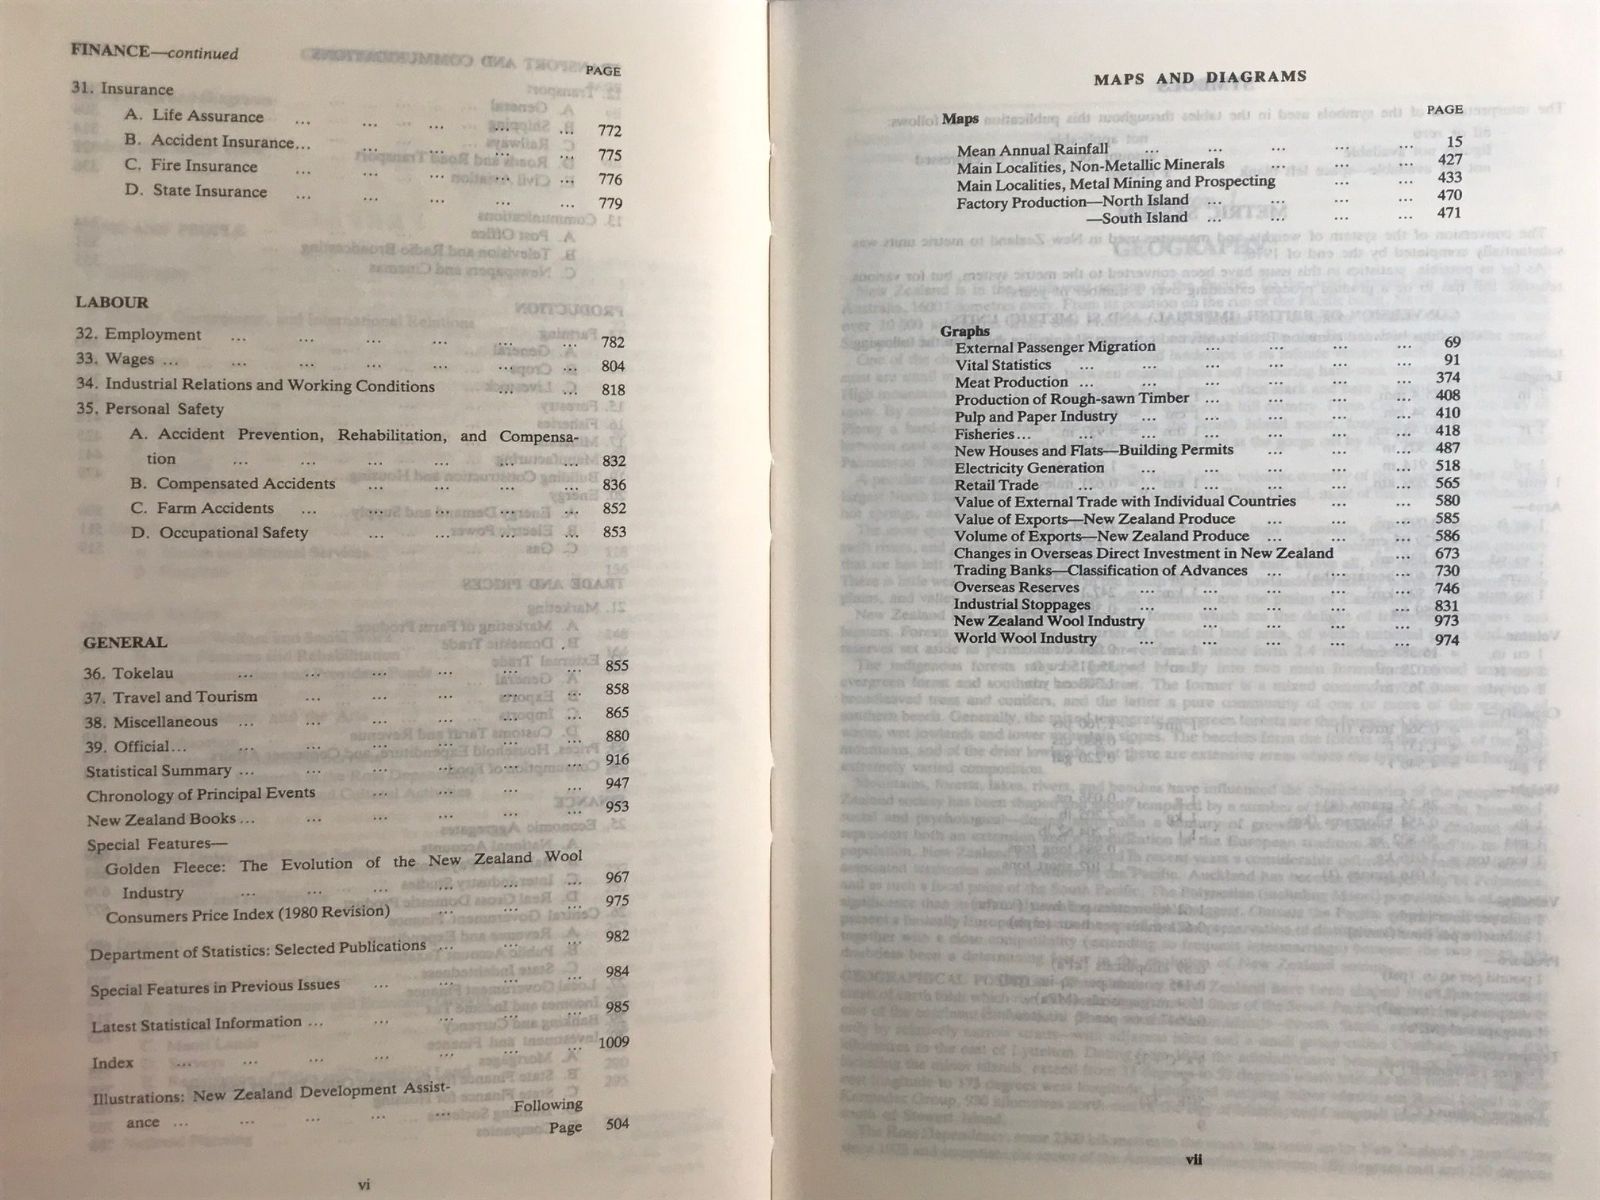 FINANCE—continued
PAGE
31. Insurance
A. Life Assurance ... ... ... ... ... 772
B. Accident Insurance... ... ... ... ... 775
C. Fire Insurance ... ... ... ... ... 776
D. State Insurance ... ... ... ... ... 779
LABOUR
32. Employment ... ... ... ... ... ... 782
33. Wages ... ... ... ... ... ... ... 804
34. Industrial Relations and Working Conditions ... ... 818
35. Personal Safety
A. Accident Prevention, Rehabilitation, and Compensa-
tion ... ... ... ... ... ... 832
B. Compensated Accidents ... ... ... ... 836
C. Farm Accidents ... ... ... ... ... 852
D. Occupational Safety ... ... ... ... 853
GENERAL
36. Tokelau ... ... ... ... ... ... 855
37. Travel and Tourism ... ... ... ... ... 858
38. Miscellaneous ... ... ... ... ... ... 865
39. Official... ... ... ... ... ... ... 880
Statistical Summary ... ... ... ... ... ... 916
Chronology of Principal Events ... ... ... ... 947
New Zealand Books... ... ... ... ... ... 953
Special Features—
Golden Fleece: The Evolution of the New Zealand Wool
Industry ... ... ... ... ... ... 967
Consumers Price Index (1980 Revision) ... ... ... 975
Department of Statistics: Selected Publications ... ... ... 982
Special Features in Previous Issues ... ... ... ... 984
Latest Statistical Information ... ... ... ... ... 985
Index ... ... ... ... ... ... ... 1009
Illustrations: New Zealand Development Assist-
ance ... ... ... ... ... Following
Page 504
vi
MAPS AND DIAGRAMS
PAGE
Maps
Mean Annual Rainfall ... ... ... ... ... 15
Main Localities, Non-Metallic Minerals ... ... ... 427
Main Localities, Metal Mining and Prospecting ... ... 433
Factory Production—North Island ... ... ... ... 470
—South Island ... ... ... ... 471
Graphs
External Passenger Migration ... ... ... ... 69
Vital Statistics ... ... ... ... ... ... 91
Meat Production ... ... ... ... ... ... 374
Production of Rough-sawn Timber ... ... ... ... 408
Pulp and Paper Industry ... ... ... ... ... 410
Fisheries... ... ... ... ... ... ... 418
New Houses and Flats—Building Permits ... ... ... 487
Electricity Generation ... ... ... ... ... 518
Retail Trade ... ... ... ... ... ... 565
Value of External Trade with Individual Countries ... ... 580
Value of Exports—New Zealand Produce ... ... ... 585
Volume of Exports—New Zealand Produce ... ... ... 586
Changes in Overseas Direct Investment in New Zealand ... 673
Trading Banks—Classification of Advances ... ... ... 730
Overseas Reserves ... ... ... ... ... 746
Industrial Stoppages ... ... ... ... ... 831
New Zealand Wool Industry ... ... ... ... 973
World Wool Industry ... ... ... ... ... 974
vii